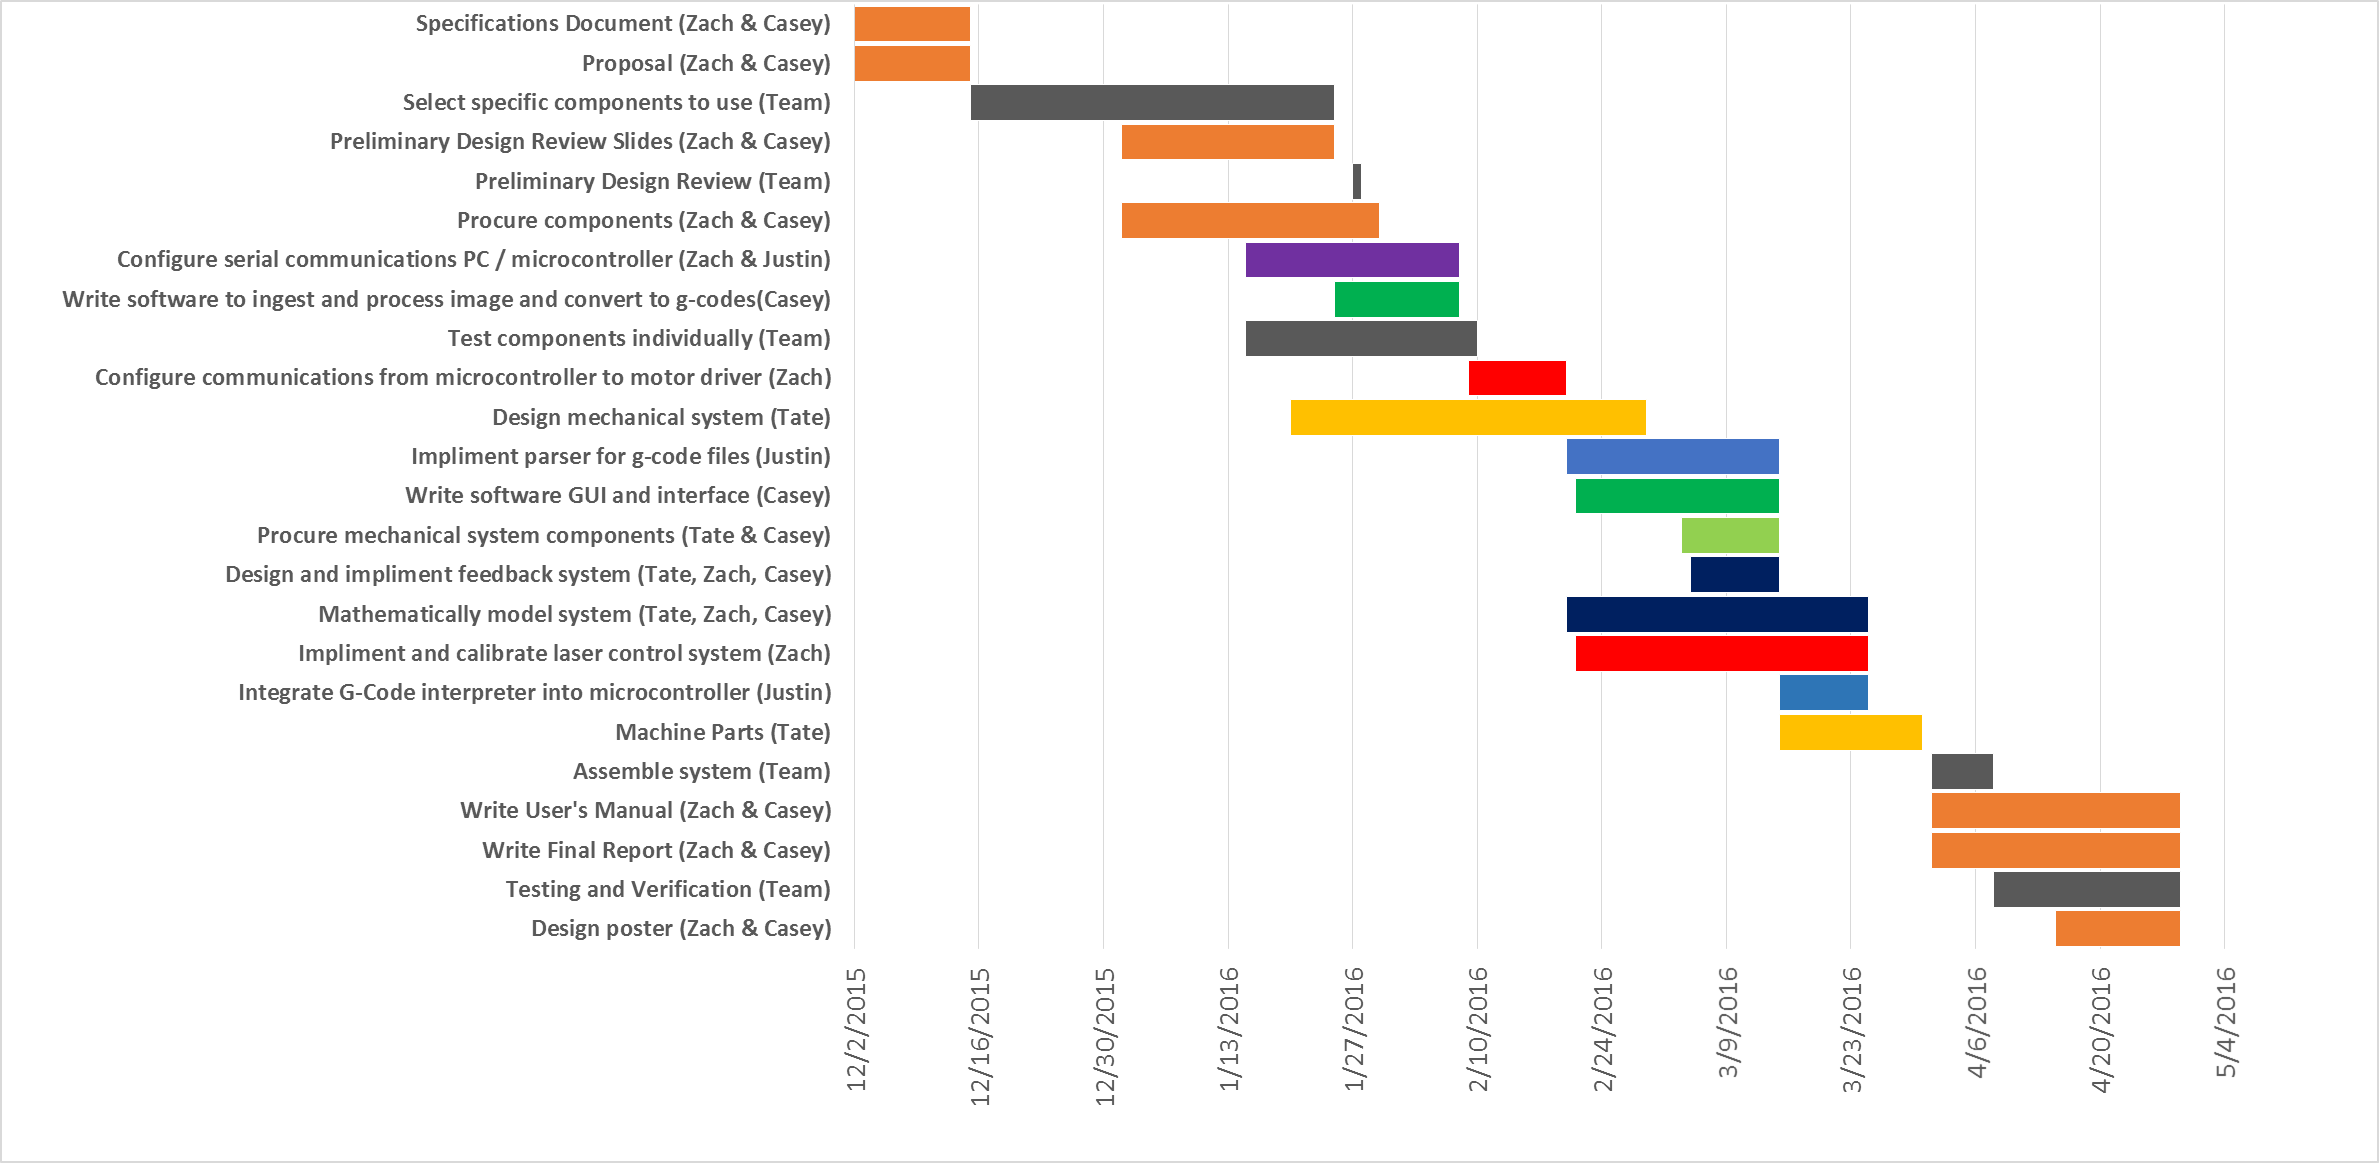 Specifications Document (Zach & Casey)
Proposal (Zach & Casey)
Select specific components to use (Team)
Preliminary Design Review Slides (Zach & Casey)
Preliminary Design Review (Team)
Procure components (Zach & Casey)
Configure serial communications PC / microcontroller (Zach & Justin)
Write software to ingest and process image and convert to g-codes(Casey)
Test components individually (Team)
Configure communications from microcontroller to motor driver (Zach)
Design mechanical system (Tate)
Impliment parser for g-code files (Justin)
Write software GUI and interface (Casey)
Procure mechanical system components (Tate & Casey)
Design and impliment feedback system (Tate, Zach, Casey)
Mathematically model system (Tate, Zach, Casey)
Impliment and calibrate laser control system (Zach)
Integrate G-Code interpreter into microcontroller (Justin)
Machine Parts (Tate)
Assemble system (Team)
Write User's Manual (Zach & Casey)
Write Final Report (Zach & Casey)
Testing and Verification (Team)
Design poster (Zach & Casey)
12/2/2015
12/16/2015
12/30/2015
1/13/2016
1/27/2016
2/10/2016
2/24/2016
3/9/2016
3/23/2016
4/6/2016
4/20/2016
5/4/2016